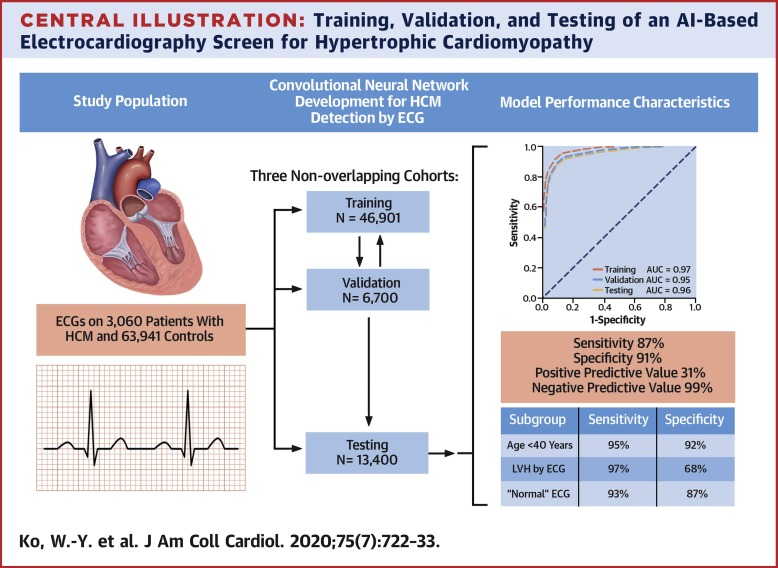 CENTRAL ILLUSTRATION: Training, Validation, and Testing of an AI-Based
Electrocardiography Screen for Hypertrophic Cardiomyopathy
Study Population
Convolutional Neural Network
Development for HCM
Detection by ECG
Model Performance Characteristics
Three Non-overlapping Cohorts:
Training
N = 46,901
Validation
N= 6,700
Testing
N= 13,400
ECGs on 3,060 Patients With
HCM and 63,941 Controls
Sensitivity
1.0
0.8
0.6
0.4
0.2
0.0
Training AUC = 0.97
Validation AUC = 0.95
Testing AUC = 0.96
0.0 0.2 0.4 0.6 0.8 1.0
1-Specificity
Sensitivity 87%
Specificity 91%
Positive Predictive Value 31%
Negative Predictive Value 99%
Subgroup Sensitivity Specificity
Age <40 Years 95% 92%
LVH by ECG 97% 68%
"Normal" ECG 93% 87%
Ko, W.-Y. et al. J Am Coll Cardiol. 2020;75(7):722–33.